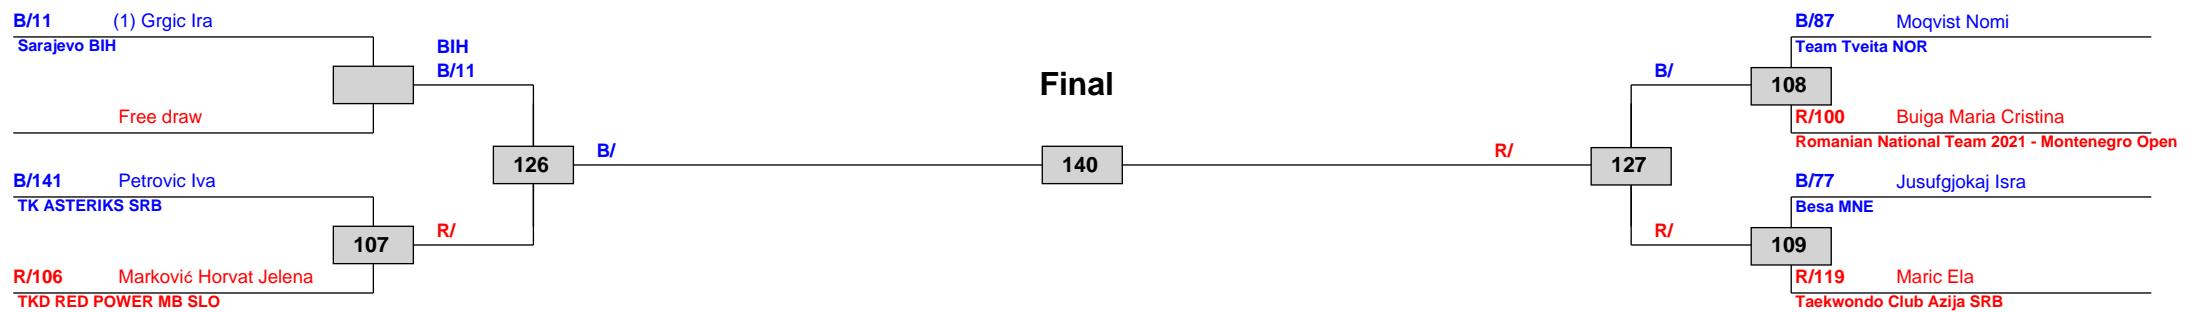 B/11 (1) Grgic Ira
Sarajevo BIH
Free draw
BIH
B/11
B/141 Petrovic Iva
TK ASTERIKS SRB
107
R/106 Marković Horvat Jelena
TKD RED POWER MB SLO
R/
126
B/
Final
140
R/
127
B/
R/
B/87 Moqvist Nomi
Team Tveita NOR
108
R/100 Buiga Maria Cristina
Romanian National Team 2021 - Montenegro Open
B/77 Jusufgjokaj Isra
Besa MNE
109
R/119 Maric Ela
Taekwondo Club Azija SRB